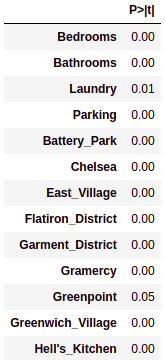 P>|t|
Bedrooms 0.00
Bathrooms 0.00
Laundry 0.01
Parking 0.00
Battery_Park 0.00
Chelsea 0.00
East_Village 0.00
Flatiron_District 0.00
Garment_District 0.00
Gramercy 0.00
Greenpoint 0.05
Greenwich_Village 0.00
Hell's_Kitchen 0.00